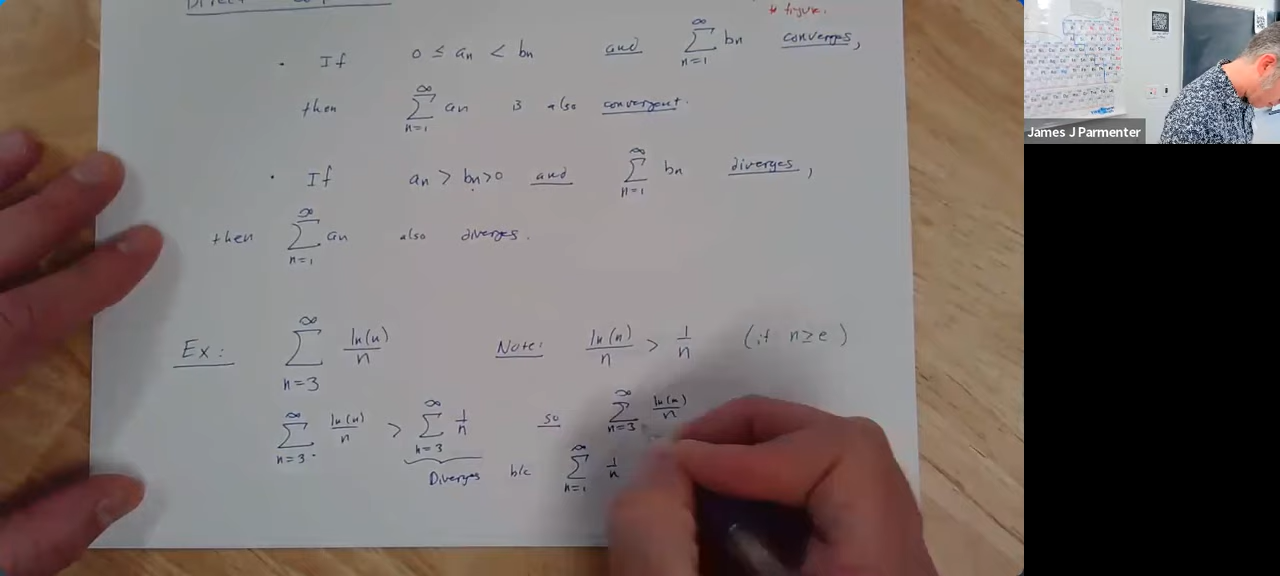 Direct
* figure.
• If 0 ≤ an < bn and ∞ Σ n=1 bn converges,
then ∞ Σ n=1 an is also convergent.
• If an > bn > 0 and ∞ Σ n=1 bn diverges,
then ∞ Σ n=1 an also diverges.
Ex: ∞ Σ n=3 ln(n)/n Note: ln(n)/n > 1/n (if n ≥ e)
∞ Σ n=3 ln(n)/n > ∞ Σ n=3 1/n so ∞ Σ n=3 ln(n)/n
Diverges b/c ∞ Σ n=1 1/n
James J Parmenter